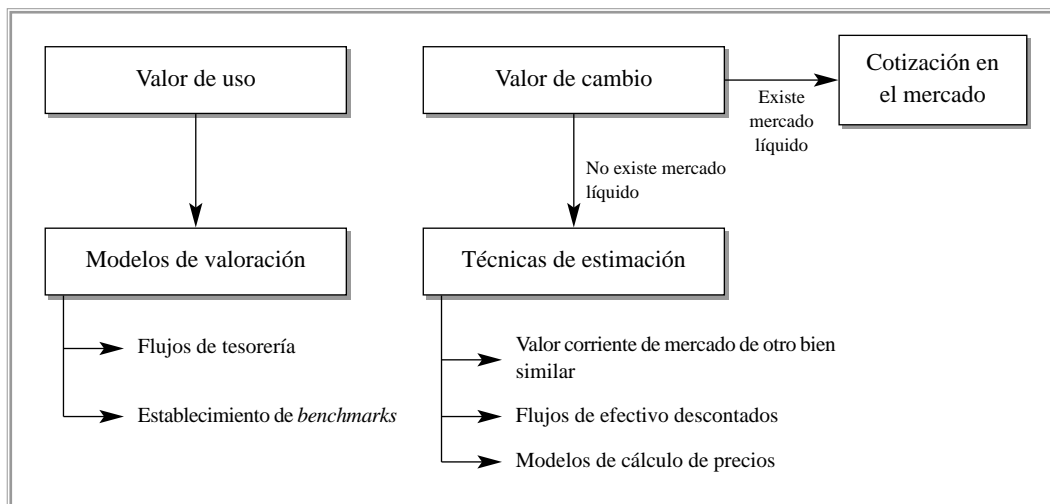 Valor de uso
Valor de cambio
Cotización en
el mercado
Existe
mercado
líquido
No existe mercado
líquido
Modelos de valoración
Técnicas de estimación
Flujos de tesorería
Establecimiento de benchmarks
Valor corriente de mercado de otro bien
similar
Flujos de efectivo descontados
Modelos de cálculo de precios